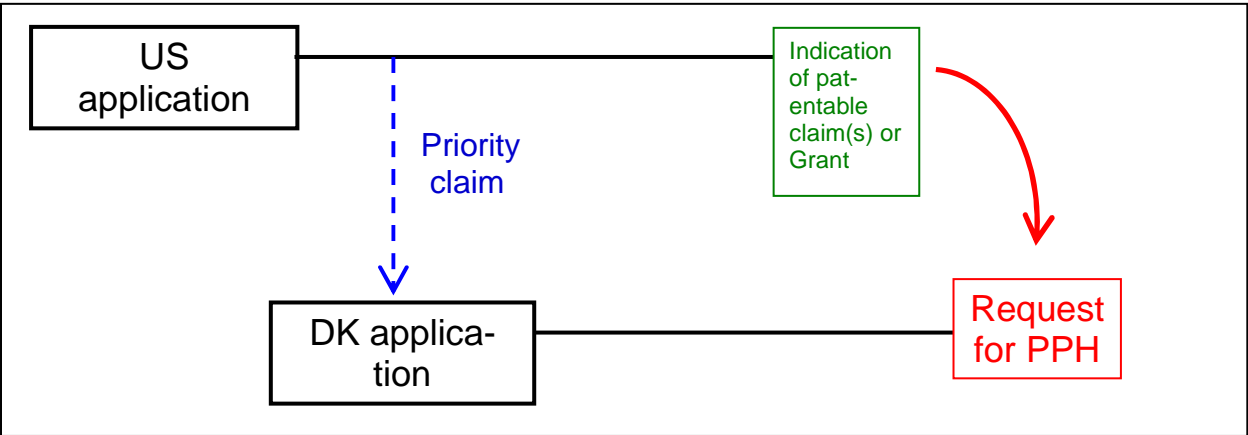 US
application
Indication
of pat-
entable
claim(s) or
Grant
Priority
claim
DK applica-
tion
Request
for PPH